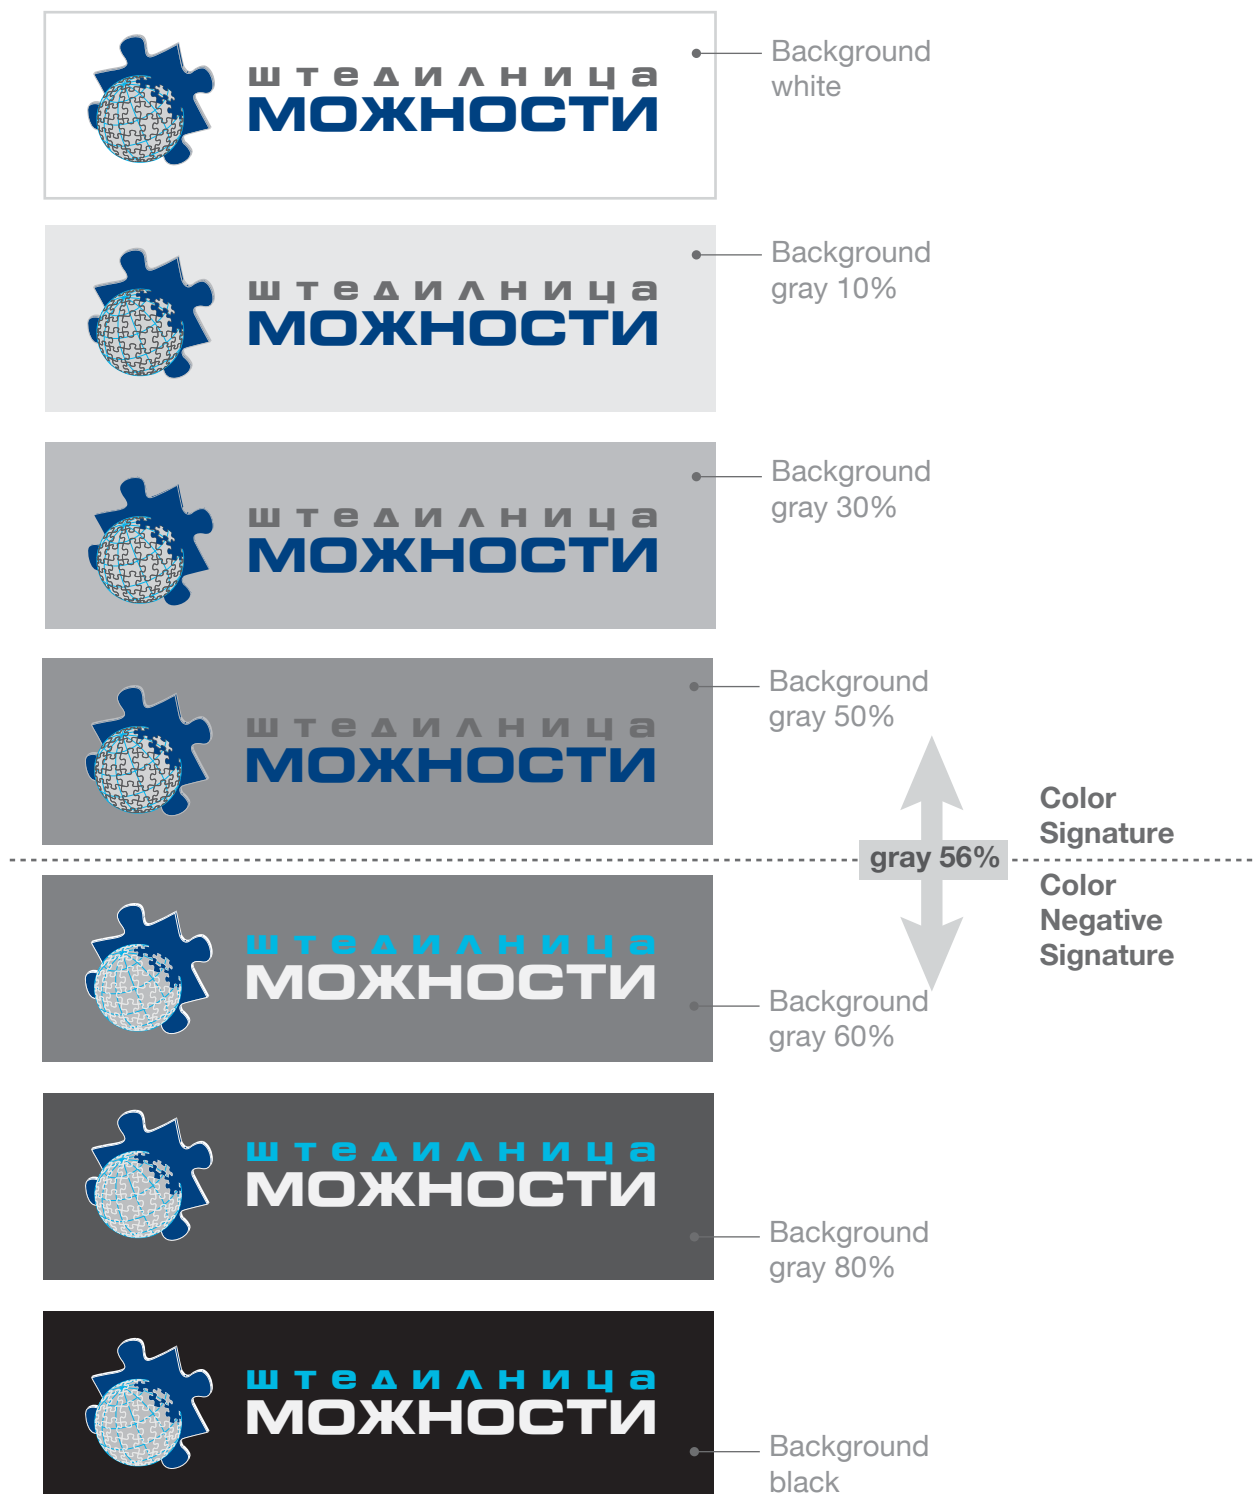 штедилница
МОЖНОСТИ
Background
white
штедилница
МОЖНОСТИ
Background
gray 10%
штедилница
МОЖНОСТИ
Background
gray 30%
штедилница
МОЖНОСТИ
Background
gray 50%
Color
Signature
gray 56%
Color
Negative
Signature
штедилница
МОЖНОСТИ
Background
gray 60%
штедилница
МОЖНОСТИ
Background
gray 80%
штедилница
МОЖНОСТИ
Background
black